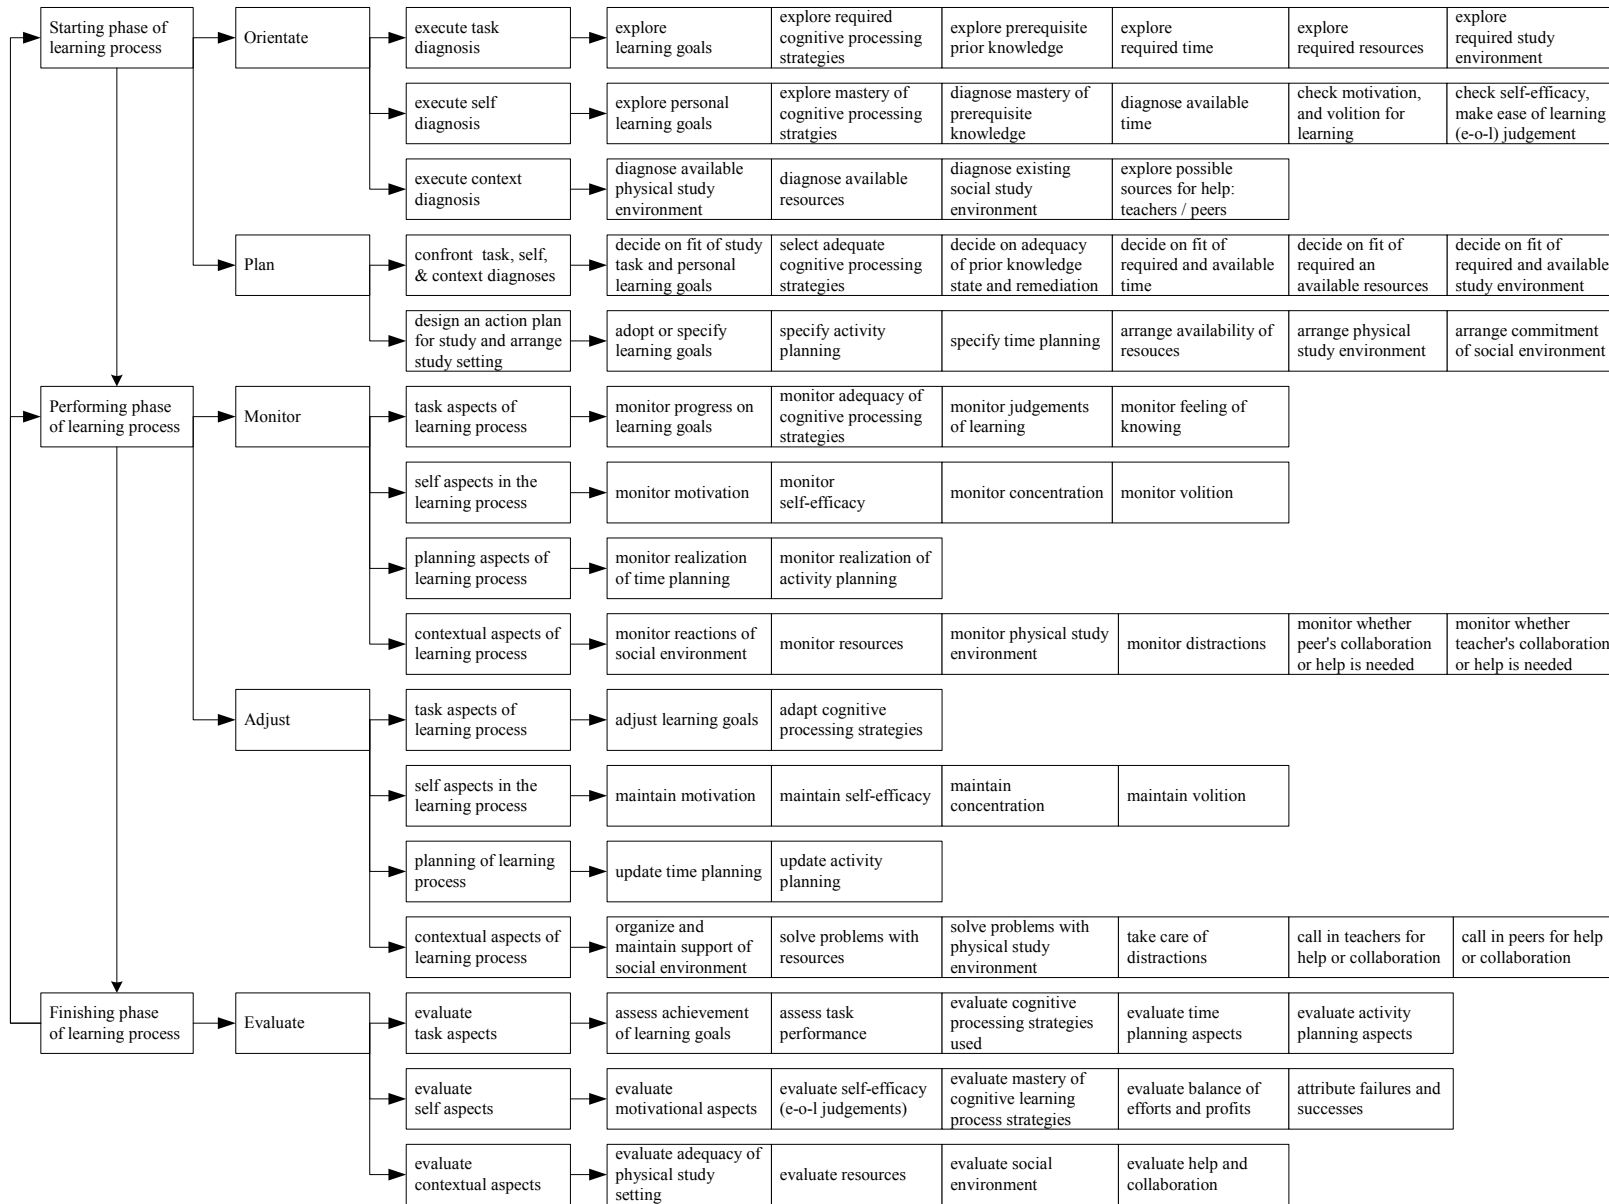 Starting phase of
learning process
Orientate
execute task
diagnosis
explore
learning goals
explore required
cognitive processing
strategies
explore prerequisite
prior knowledge
explore
required time
explore
required resources
explore
required study
environment
execute self
diagnosis
explore personal
learning goals
explore mastery of
cognitive processing
stratgies
diagnose mastery of
prerequisite
knowledge
diagnose available
time
check motivation,
and volition for
learning
check self-efficacy,
make ease of learning
(e-o-l) judgement
execute context
diagnosis
diagnose available
physical study
environment
diagnose available
resources
diagnose existing
social study
environment
explore possible
sources for help:
teachers / peers
Plan
confront task, self,
& context diagnoses
decide on fit of study
task and personal
learning goals
select adequate
cognitive processing
strategies
decide on adequacy
of prior knowledge
state and remediation
decide on fit of
required and available
time
decide on fit of
required an
available resources
decide on fit of
required and available
study environment
design an action plan
for study and arrange
study setting
adopt or specify
learning goals
specify activity
planning
specify time planning
arrange availability of
resouces
arrange physical
study environment
arrange commitment
of social environment
Performing phase
of learning process
Monitor
task aspects of
learning process
monitor progress on
learning goals
monitor adequacy of
cognitive processing
strategies
monitor judgements
of learning
monitor feeling of
knowing
self aspects in the
learning process
monitor motivation
monitor
self-efficacy
monitor concentration
monitor volition
planning aspects of
learning process
monitor realization
of time planning
monitor realization of
activity planning
contextual aspects of
learning process
monitor reactions of
social environment
monitor resources
monitor physical study
environment
monitor distractions
monitor whether
peer's collaboration
or help is needed
monitor whether
teacher's collaboration
or help is needed
Adjust
task aspects of
learning process
adjust learning goals
adapt cognitive
processing strategies
self aspects in the
learning process
maintain motivation
maintain self-efficacy
maintain
concentration
maintain volition
planning of learning
process
update time planning
update activity
planning
contextual aspects of
learning process
organize and
maintain support of
social environment
solve problems with
resources
solve problems with
physical study
environment
take care of
distractions
call in teachers for
help or collaboration
call in peers for help
or collaboration
Finishing phase
of learning process
Evaluate
evaluate
task aspects
assess achievement
of learning goals
assess task
performance
evaluate cognitive
processing strategies
used
evaluate time
planning aspects
evaluate activity
planning aspects
evaluate
self aspects
evaluate
motivational aspects
evaluate self-efficacy
(e-o-l judgements)
evaluate mastery of
cognitive learning
process strategies
evaluate balance of
efforts and profits
attribute failures and
successes
evaluate
contextual aspects
evaluate adequacy of
physical study
setting
evaluate resources
evaluate social
environment
evaluate help and
collaboration